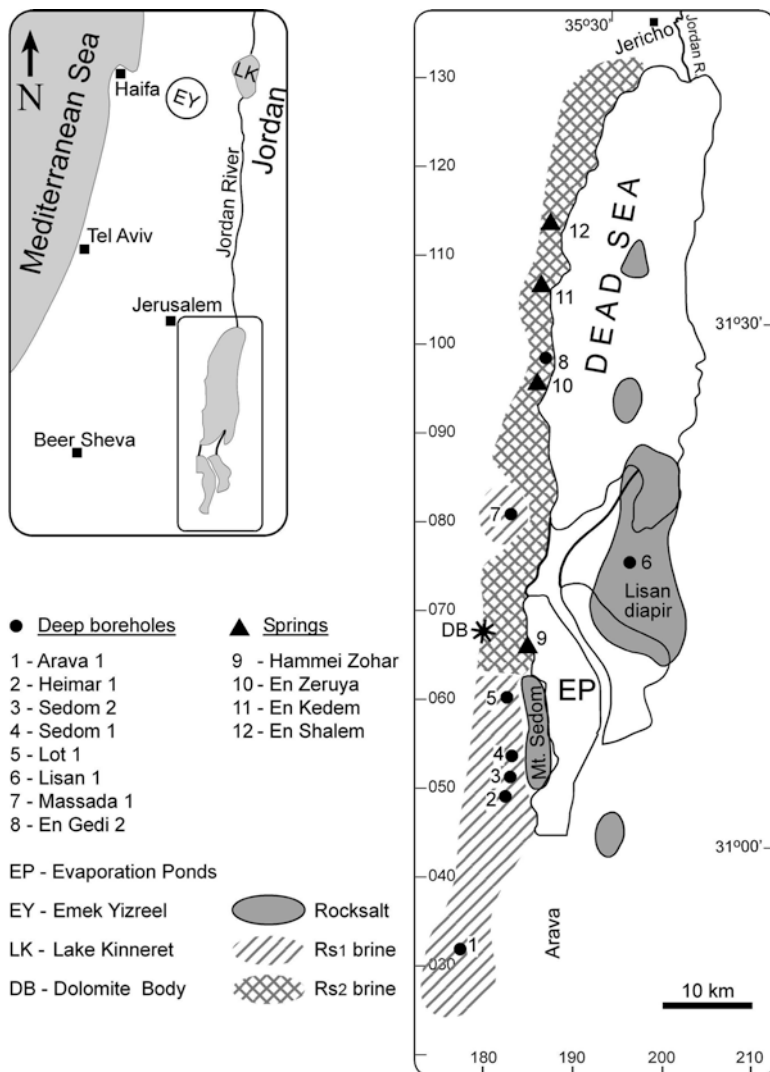 Mediterranean Sea
N
Haifa
EY
LK
Jordan
Jordan River
Tel Aviv
Jerusalem
Beer Sheva
Deep boreholes
1 - Arava 1
2 - Heimar 1
3 - Sedom 2
4 - Sedom 1
5 - Lot 1
6 - Lisan 1
7 - Massada 1
8 - En Gedi 2
Springs
9 - Hammei Zohar
10 - En Zeruya
11 - En Kedem
12 - En Shalem
EP - Evaporation Ponds
EY - Emek Yizreel
LK - Lake Kinneret
DB - Dolomite Body
Rocksalt
Rs1 brine
Rs2 brine
35°30'
Jericho
Jordan R.
130
120
110
100
090
080
070
060
050
040
030
DEAD SEA
12
11
8
10
7
6
Lisan
diapir
DB
9
EP
5
Mt. Sedom
4
3
2
1
Arava
31°30'
31°00'
10 km
180
190
200
210